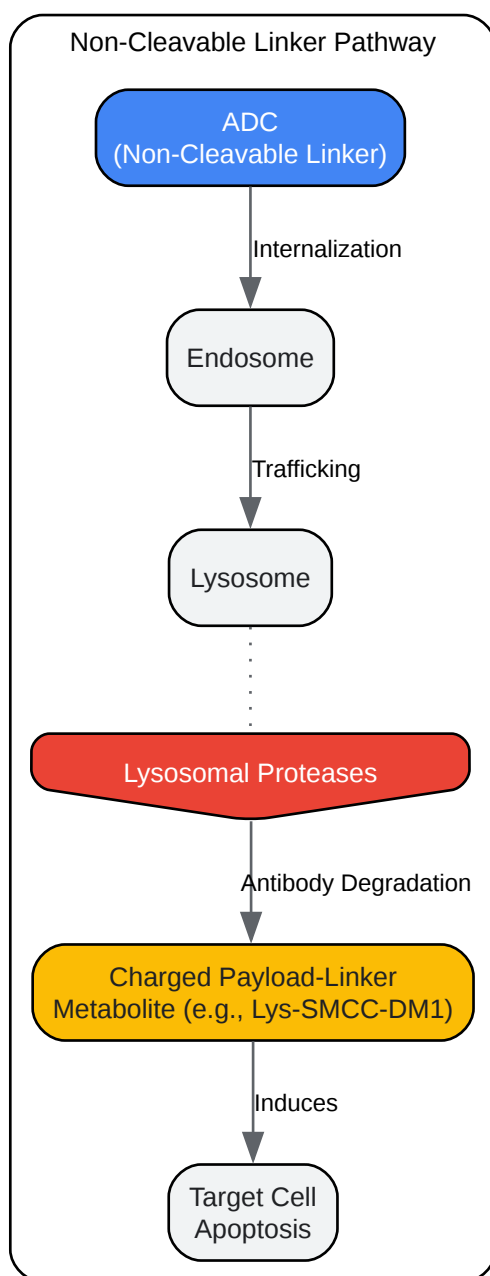 Non-Cleavable Linker Pathway
ADC
(Non-Cleavable Linker)
Internalization
Endosome
Trafficking
Lysosome
Lysosomal Proteases
Antibody Degradation
Charged Payload-Linker
Metabolite (e.g., Lys-SMCC-DM1)
Induces
Target Cell
Apoptosis